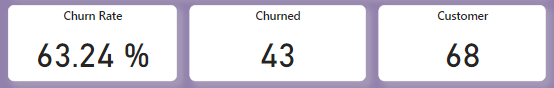 Churn Rate
63.24 %
Churned
43
Customer
68